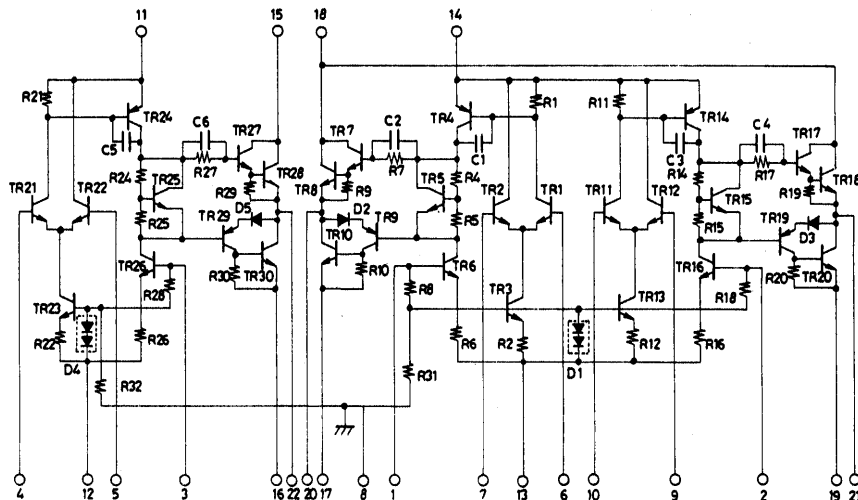 11 15 18 14
R21 TR24 C6 TR27 TR7 C2 TR4 R1 R11 TR14 C4 TR17
C5 R27 TR28 TR8 R9 R7 C1 C3 R17 TR18
R24 TR25 R29 R4 R14 R19
TR21 TR22 D5 D2 TR5 TR2 TR1 TR11 TR12 TR15 D3
R25 TR29 TR10 TR9 R5 R15 TR19
TR26 R30 TR30 R10 TR6 TR16 R20 TR20
TR23 R28 R8 TR3 TR13 R18
R22 R26 R6 R2 R12 R16
D4 R32 R31 D1
4 12 5 3 16 22 20 17 8 1 7 13 6 10 9 2 19